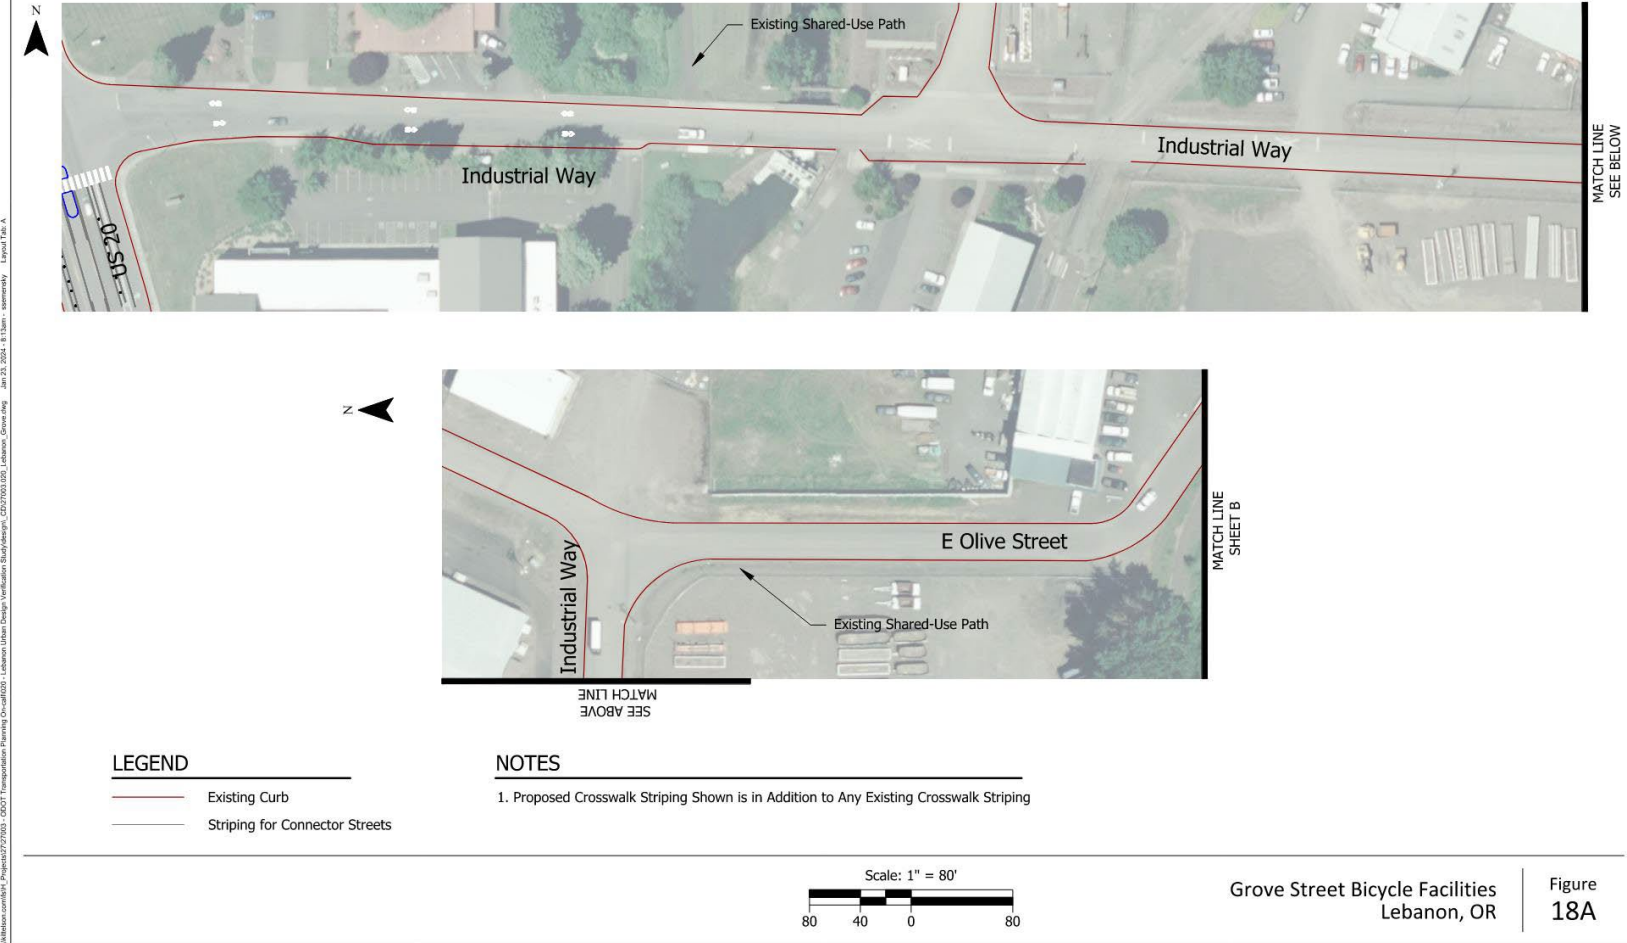 N
Existing Shared-Use Path
Industrial Way
Industrial Way
US 20
MATCH LINE
SEE BELOW
N
E Olive Street
Industrial Way
Existing Shared-Use Path
MATCH LINE
SHEET B
MATCH LINE
SEE ABOVE
LEGEND
Existing Curb
Striping for Connector Streets
NOTES
1. Proposed Crosswalk Striping Shown is in Addition to Any Existing Crosswalk Striping
Scale: 1" = 80'
80 40 0 80
Grove Street Bicycle Facilities
Lebanon, OR
Figure
18A